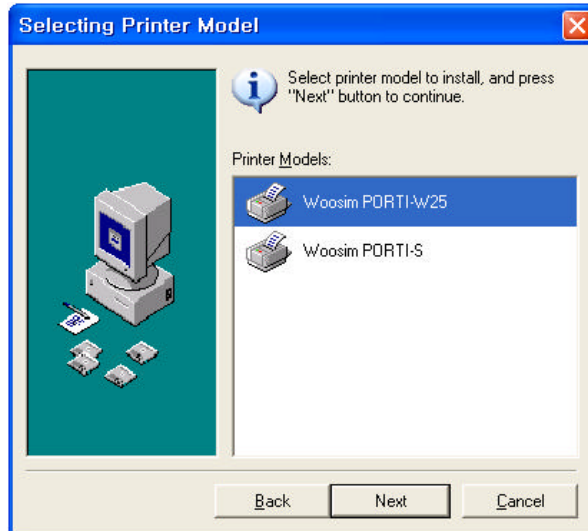 Selecting Printer Model
Select printer model to install, and press
"Next" button to continue.
Printer Models:
Woosim PORTI-W25
Woosim PORTI-S
Back
Next
Cancel